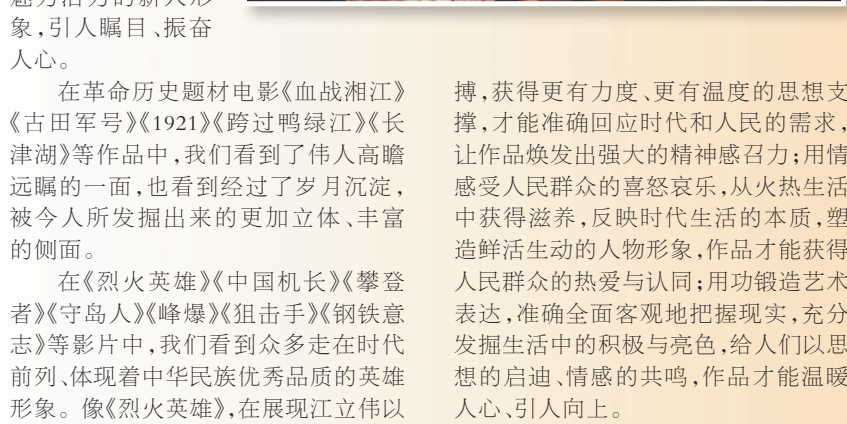 象,引人瞩目、振奋
人心。
在革命历史题材电影《血战湘江》
《古田军号》《1921》《跨过鸭绿江》《长
津湖》等作品中,我们看到了伟人高瞻
远瞩的一面,也看到经过了岁月沉淀,
被今人所发掘出来的更加立体、丰富
的侧面。
在《烈火英雄》《中国机长》《攀登
者》《守岛人》《峰爆》《狙击手》《钢铁意
志》等影片中,我们看到众多走在时代
前列、体现着中华民族优秀品质的英雄
形象。像《烈火英雄》,在展现江立伟以
搏,获得更有力度、更有温度的思想支
撑,才能准确回应时代和人民的需求,
让作品焕发出强大的精神感召力;用情
感受人民群众的喜怒哀乐,从火热生活
中获得滋养,反映时代生活的本质,塑
造鲜活生动的人物形象,作品才能获得
人民群众的热爱与认同;用功锻造艺术
表达,准确全面客观地把握现实,充分
发掘生活中的积极与亮色,给人们以思
想的启迪、情感的共鸣,作品才能温暖
人心、引人向上。